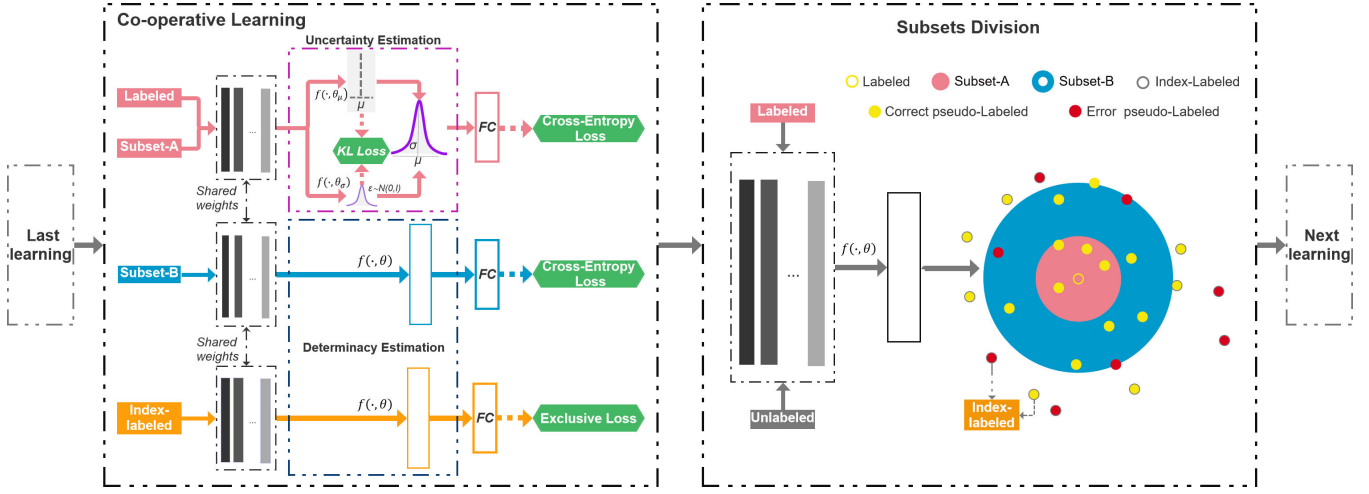 Co-operative Learning
Uncertainty Estimation
Labeled
Subset-A
...
f(·,θμ)
μ
KL Loss
σ
μ
f(·,θσ)
ε~N(0,I)
FC
Cross-Entropy
Loss
Shared
weights
Last
learning
Subset-B
...
f(·,θ)
FC
Cross-Entropy
Loss
Shared
weights
Determinacy Estimation
Index-
labeled
...
f(·,θ)
FC
Exclusive Loss
Subsets Division
Labeled
Subset-A
Subset-B
Index-Labeled
Correct pseudo-Labeled
Error pseudo-Labeled
Labeled
...
Unlabeled
f(·,θ)
Index-
labeled
Next
learning